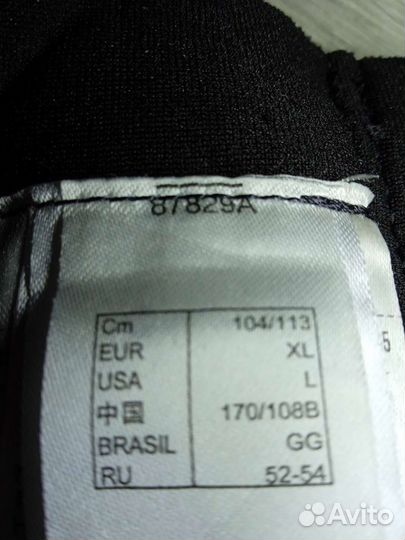 87829A
Cm 104/113
EUR XL
USA L
中国 170/108B
BRASIL GG
RU 52-54
5
Avito